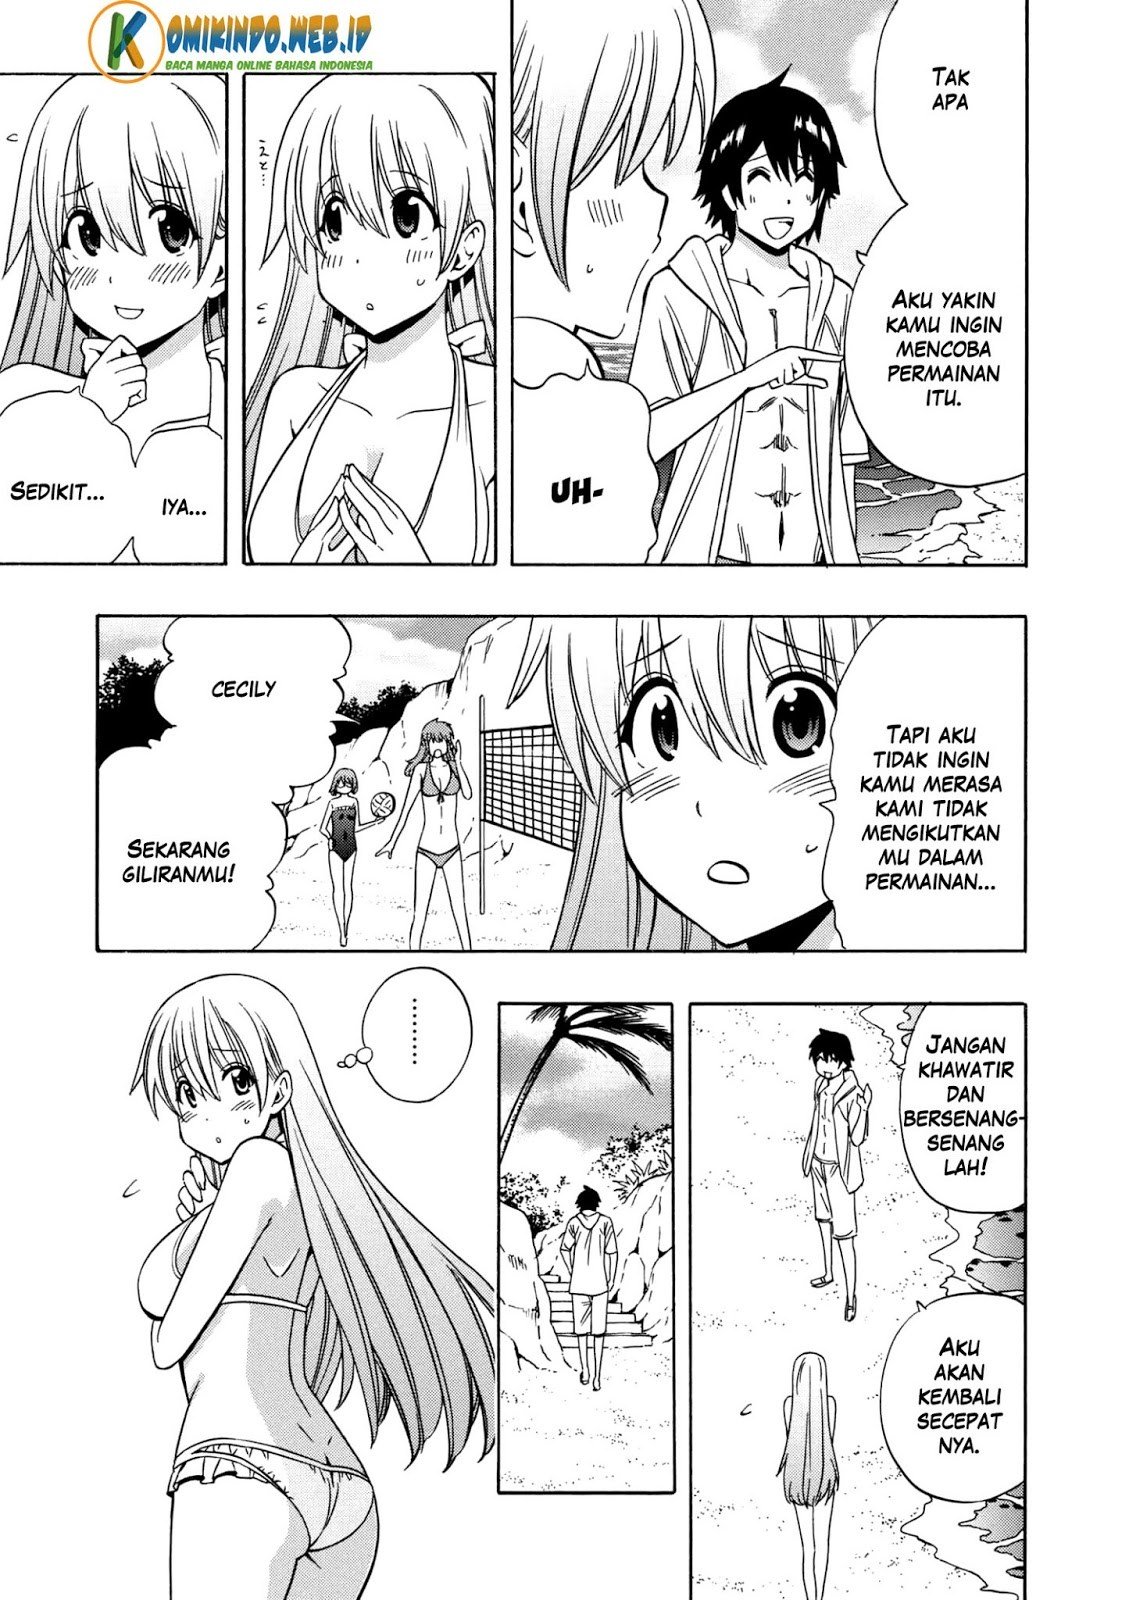 KOMIKINDO.WEB.ID
BACA MANGA ONLINE BAHASA INDONESIA
TAK
APA
AKU YAKIN
KAMU INGIN
MENCOBA
PERMAINAN
ITU.
UH-
えと…
IYA...
SEDIKIT...
TAPI AKU
TIDAK INGIN
KAMU MERASA
KAMI TIDAK
MENGIKUTKAN
MU DALAM
PERMAINAN...
CECILY
SEKARANG
GILIRANMU!
JANGAN
KHAWATIR
DAN
BERSENANG-
SENANG
LAH!
AKU
AKAN
KEMBALI
SECEPAT
NYA.
………